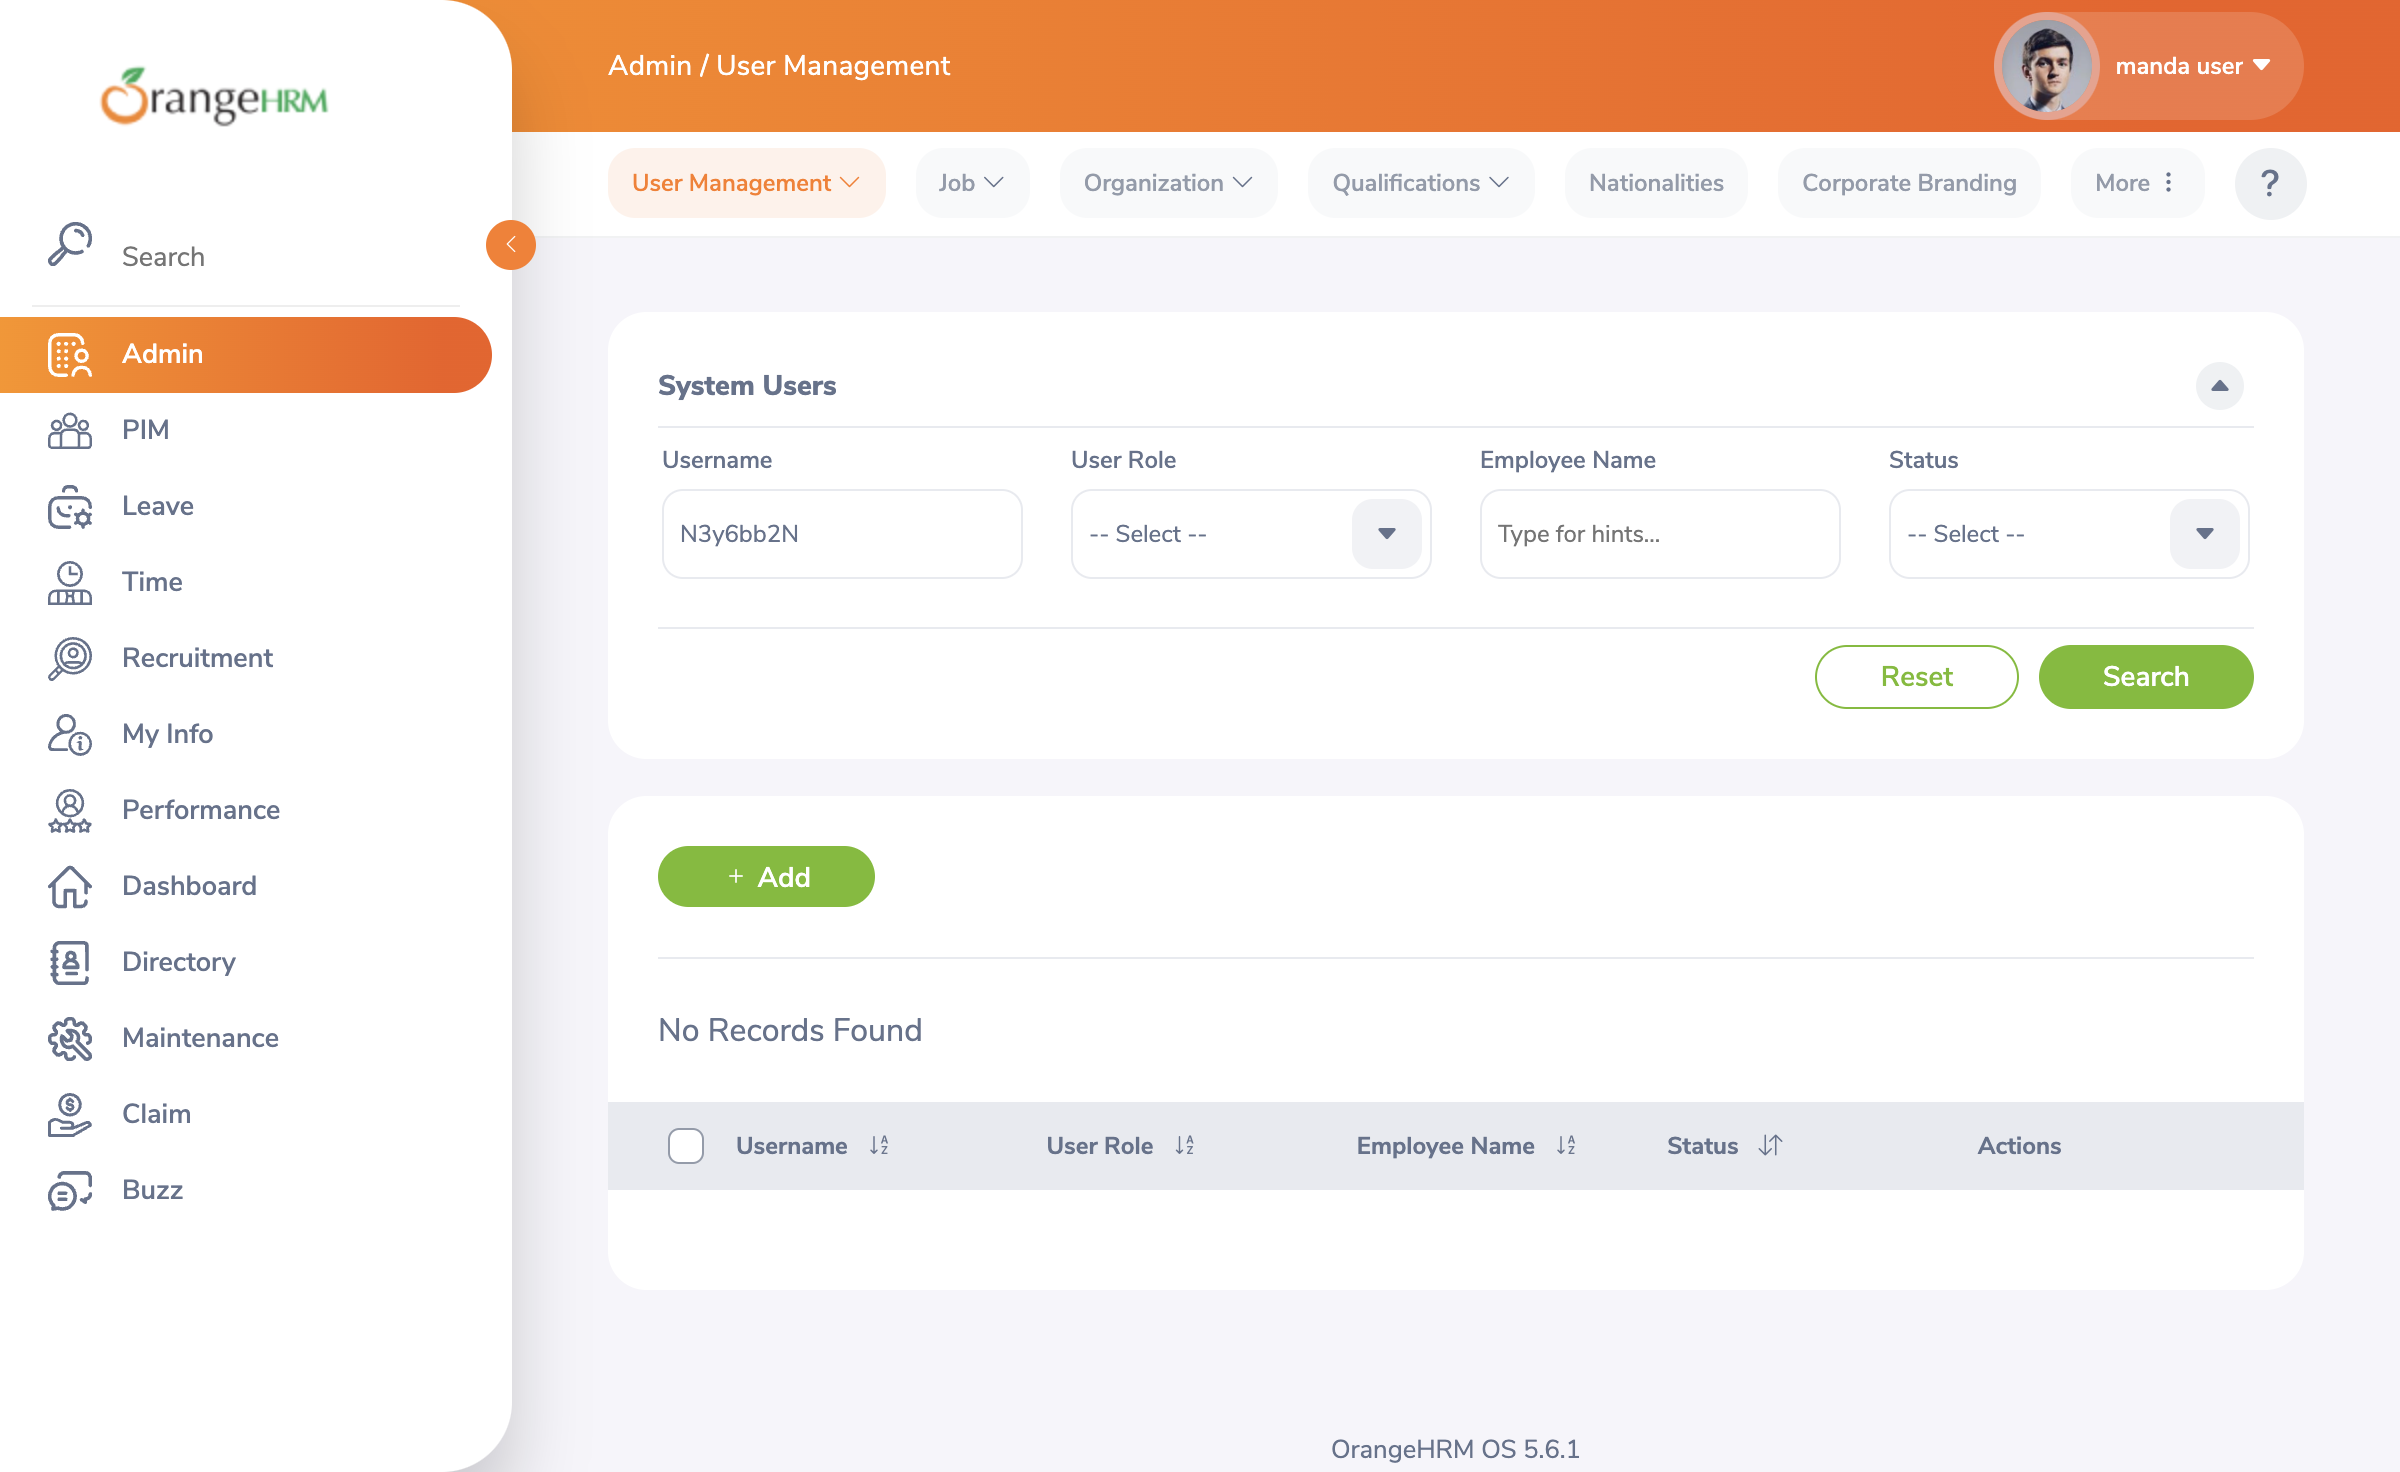 OrangeHRM
Admin / User Management
manda user
User Management
Job
Organization
Qualifications
Nationalities
Corporate Branding
More
?
Search
Admin
PIM
Leave
Time
Recruitment
My Info
Performance
Dashboard
Directory
Maintenance
Claim
Buzz
System Users
Username
User Role
Employee Name
Status
N3y6bb2N
-- Select --
Type for hints...
-- Select --
Reset
Search
+ Add
No Records Found
Username
User Role
Employee Name
Status
Actions
OrangeHRM OS 5.6.1